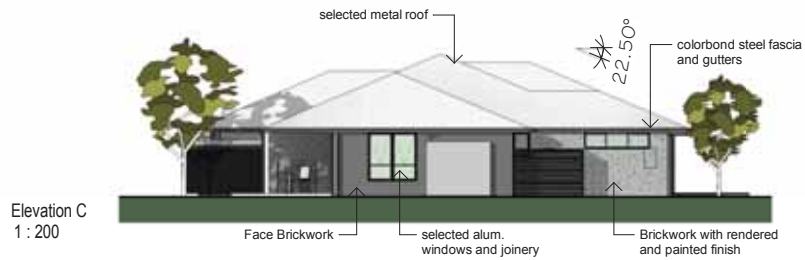 selected metal roof
22.50°
colorbond steel fascia
and gutters
Elevation C
1 : 200
Face Brickwork
selected alum.
windows and joinery
Brickwork with rendered
and painted finish